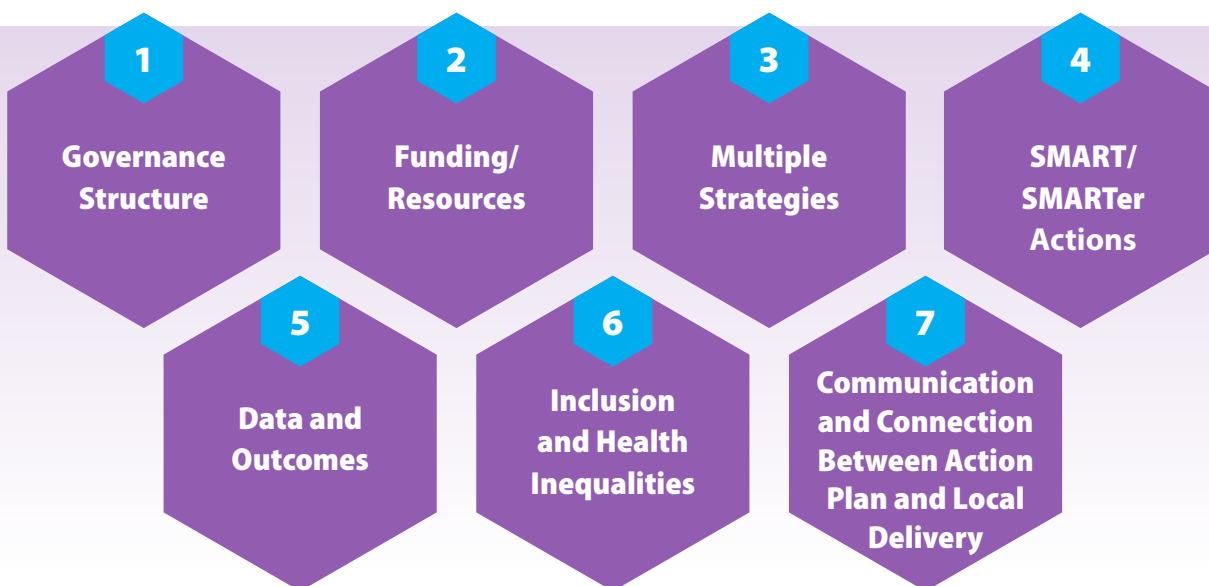 1
Governance
Structure
2
Funding/
Resources
3
Multiple
Strategies
4
SMART/
SMARTer
Actions
5
Data and
Outcomes
6
Inclusion
and Health
Inequalities
7
Communication
and Connection
Between Action
Plan and Local
Delivery